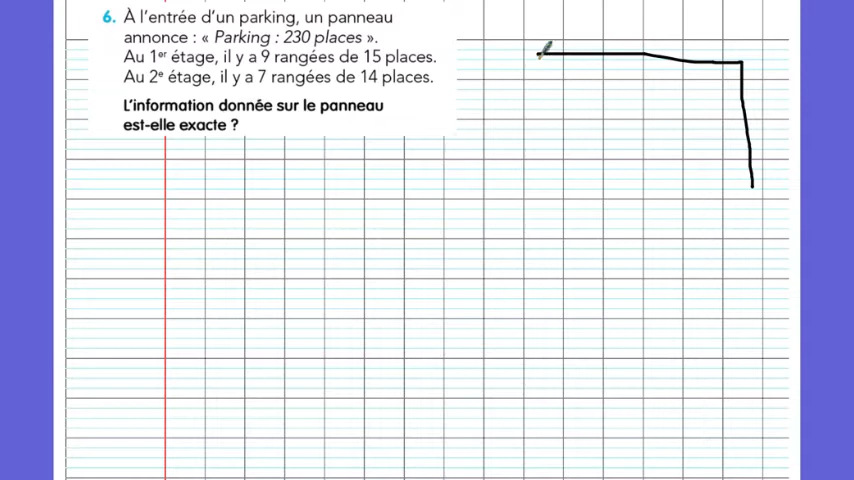 6. À l’entrée d’un parking, un panneau
annonce : « Parking : 230 places ».
Au 1er étage, il y a 9 rangées de 15 places.
Au 2e étage, il y a 7 rangées de 14 places.
L’information donnée sur le panneau
est-elle exacte ?